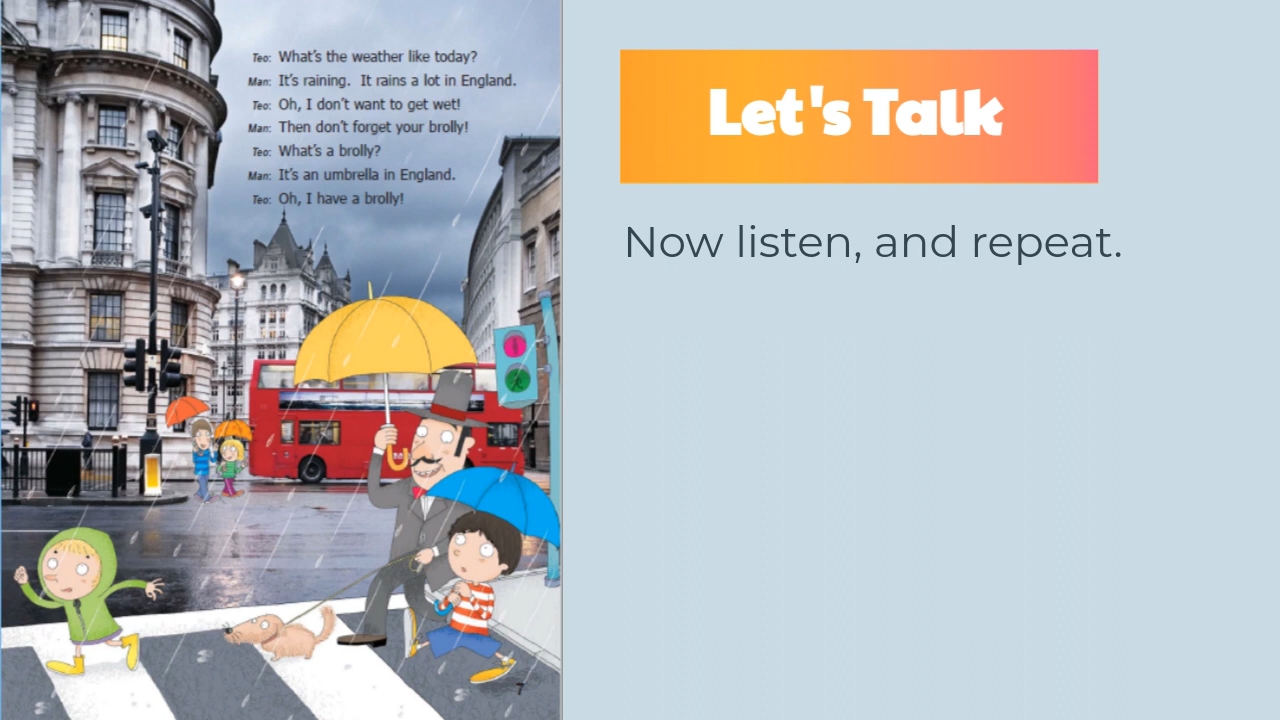 Teo: What's the weather like today?
Man: It's raining. It rains a lot in England.
Teo: Oh, I don't want to get wet!
Man: Then don't forget your brolly!
Teo: What's a brolly?
Man: It's an umbrella in England.
Teo: Oh, I have a brolly!
7
Let's Talk
Now listen, and repeat.